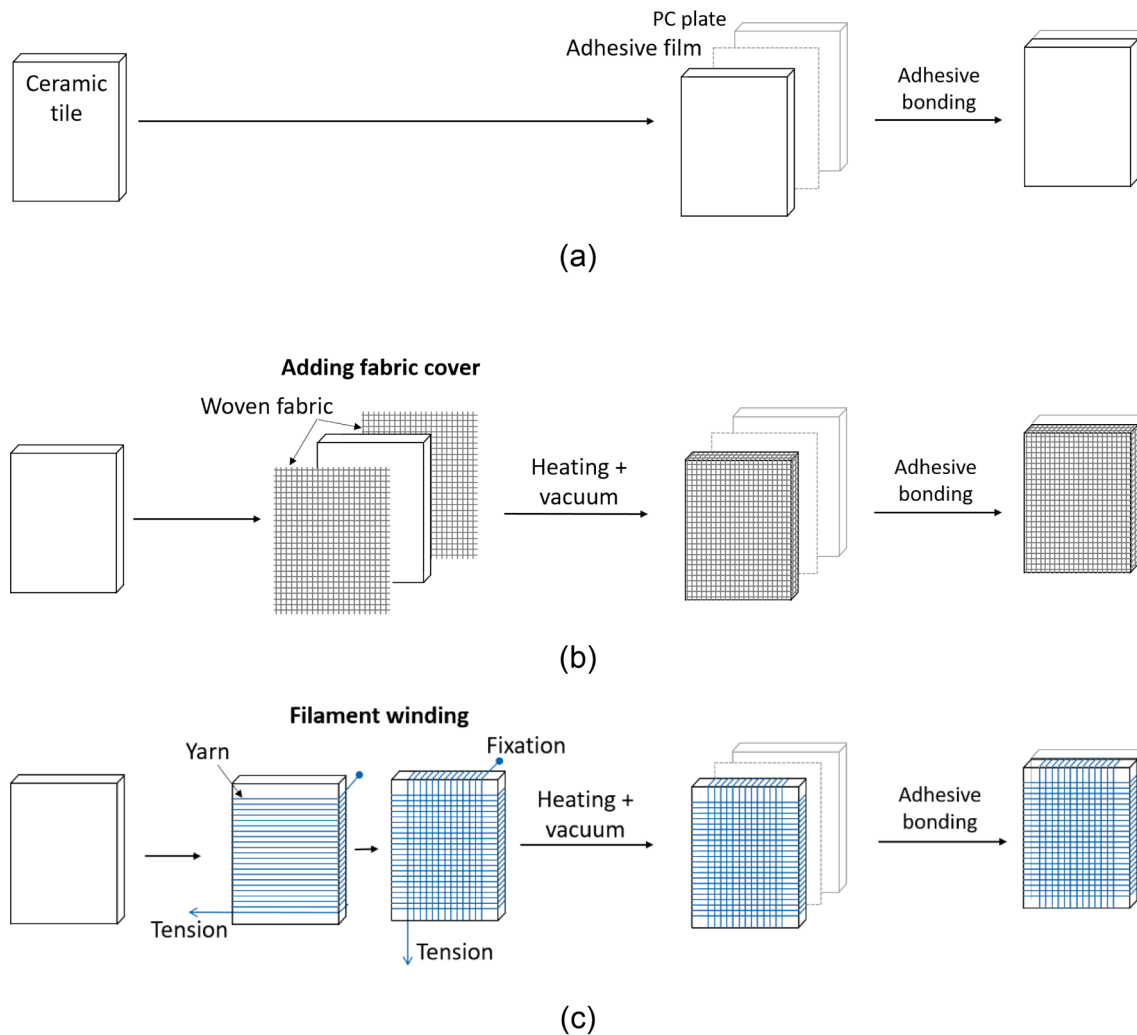 PC plate
Adhesive film
Ceramic
tile
Adhesive
bonding
(a)
Adding fabric cover
Woven fabric
Heating +
vacuum
Adhesive
bonding
(b)
Filament winding
Yarn
Fixation
Heating +
vacuum
Adhesive
bonding
Tension
Tension
(c)